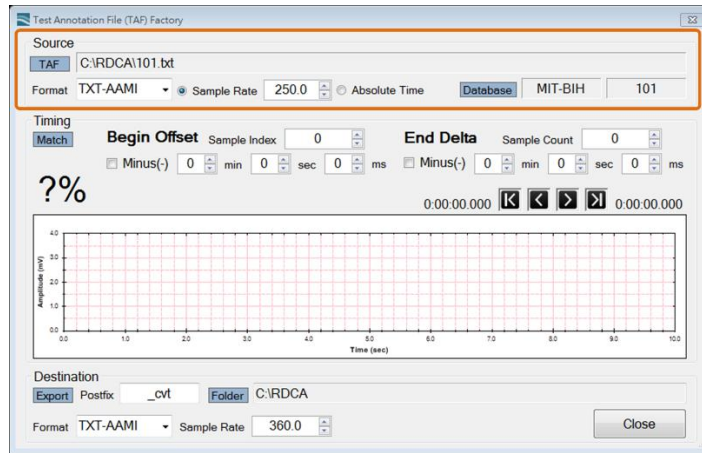 Test Annotation File (TAF) Factory
Source
TAF C:\RDCA\101.txt
Format TXT-AAMI Sample Rate 250.0 Absolute Time Database MIT-BIH 101
Timing
Match Begin Offset Sample Index 0 End Delta Sample Count 0
Minus(-) 0 min 0 sec 0 ms Minus(-) 0 min 0 sec 0 ms
?%
0:00:00.000 0:00:00.000
4.0
3.0
2.0
1.0
0.0
Amplitude (mV)
0.0 1.0 2.0 3.0 4.0 5.0 6.0 7.0 8.0 9.0 10.0
Time (sec)
Destination
Export Postfix _cvt Folder C:\RDCA
Format TXT-AAMI Sample Rate 360.0 Close